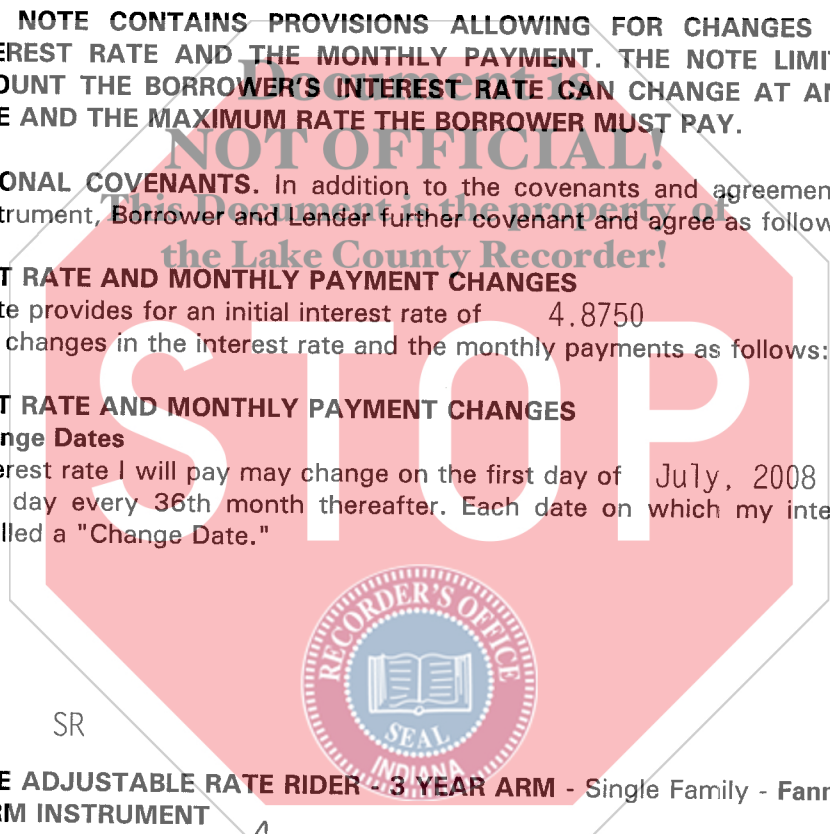 NOTE CONTAINS PROVISIONS ALLOWING FOR CHANGES
EREST RATE AND THE MONTHLY PAYMENT. THE NOTE LIMI
OUNT THE BORROWER'S INTEREST RATE CAN CHANGE AT AN
E AND THE MAXIMUM RATE THE BORROWER MUST PAY.
Document is
NOT OFFICIAL!
This Document is the property of
the Lake County Recorder!
ONAL COVENANTS. In addition to the covenants and agreemen
trument, Borrower and Lender further covenant and agree as follow
T RATE AND MONTHLY PAYMENT CHANGES
te provides for an initial interest rate of 4.8750
changes in the interest rate and the monthly payments as follows:
STOP
T RATE AND MONTHLY PAYMENT CHANGES
nge Dates
erest rate I will pay may change on the first day of July, 2008
day every 36th month thereafter. Each date on which my inte
lled a "Change Date."
RECORDER'S OFFICE
SEAL
INDIANA
SR
E ADJUSTABLE RATE RIDER - 3 YEAR ARM - Single Family - Fann
RM INSTRUMENT